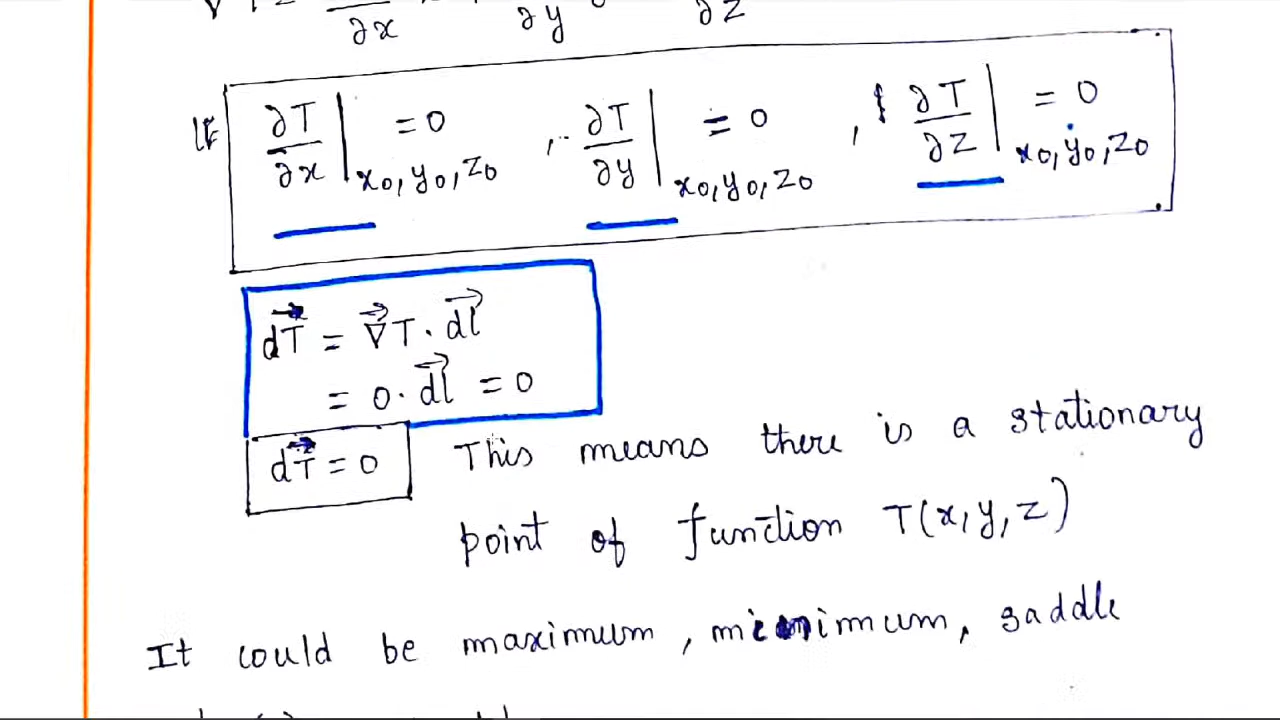 ∂x ∂y ∂z
If ∂T/∂x |x0, y0, z0 = 0 , ∂T/∂y |x0, y0, z0 = 0 , ∂T/∂z |x0, y0, z0 = 0
dT⃗ = ∇⃗T · dl⃗
= 0 · dl⃗ = 0
dT⃗ = 0 This means there is a stationary
point of function T(x, y, z)
It could be maximum, minimum, saddle